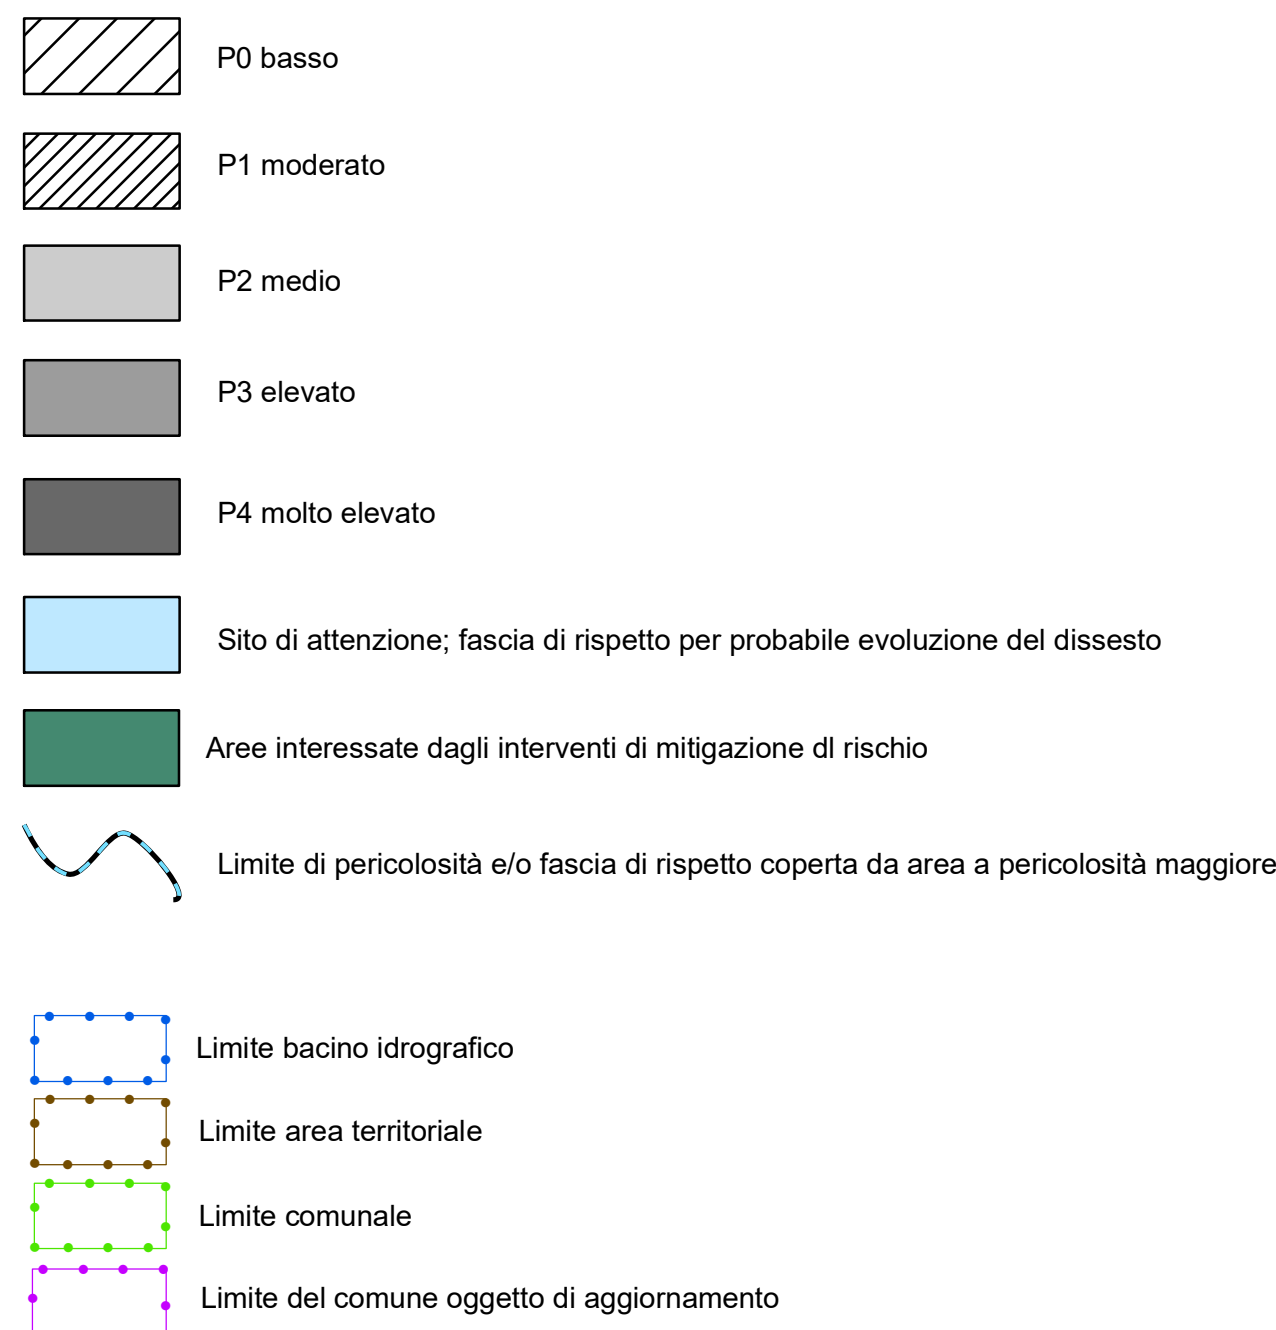 P0 basso
P1 moderato
P2 medio
P3 elevato
P4 molto elevato
Sito di attenzione; fascia di rispetto per probabile evoluzione del dissesto
Aree interessate dagli interventi di mitigazione dl rischio
Limite di pericolosità e/o fascia di rispetto coperta da area a pericolosità maggiore
Limite bacino idrografico
Limite area territoriale
Limite comunale
Limite del comune oggetto di aggiornamento